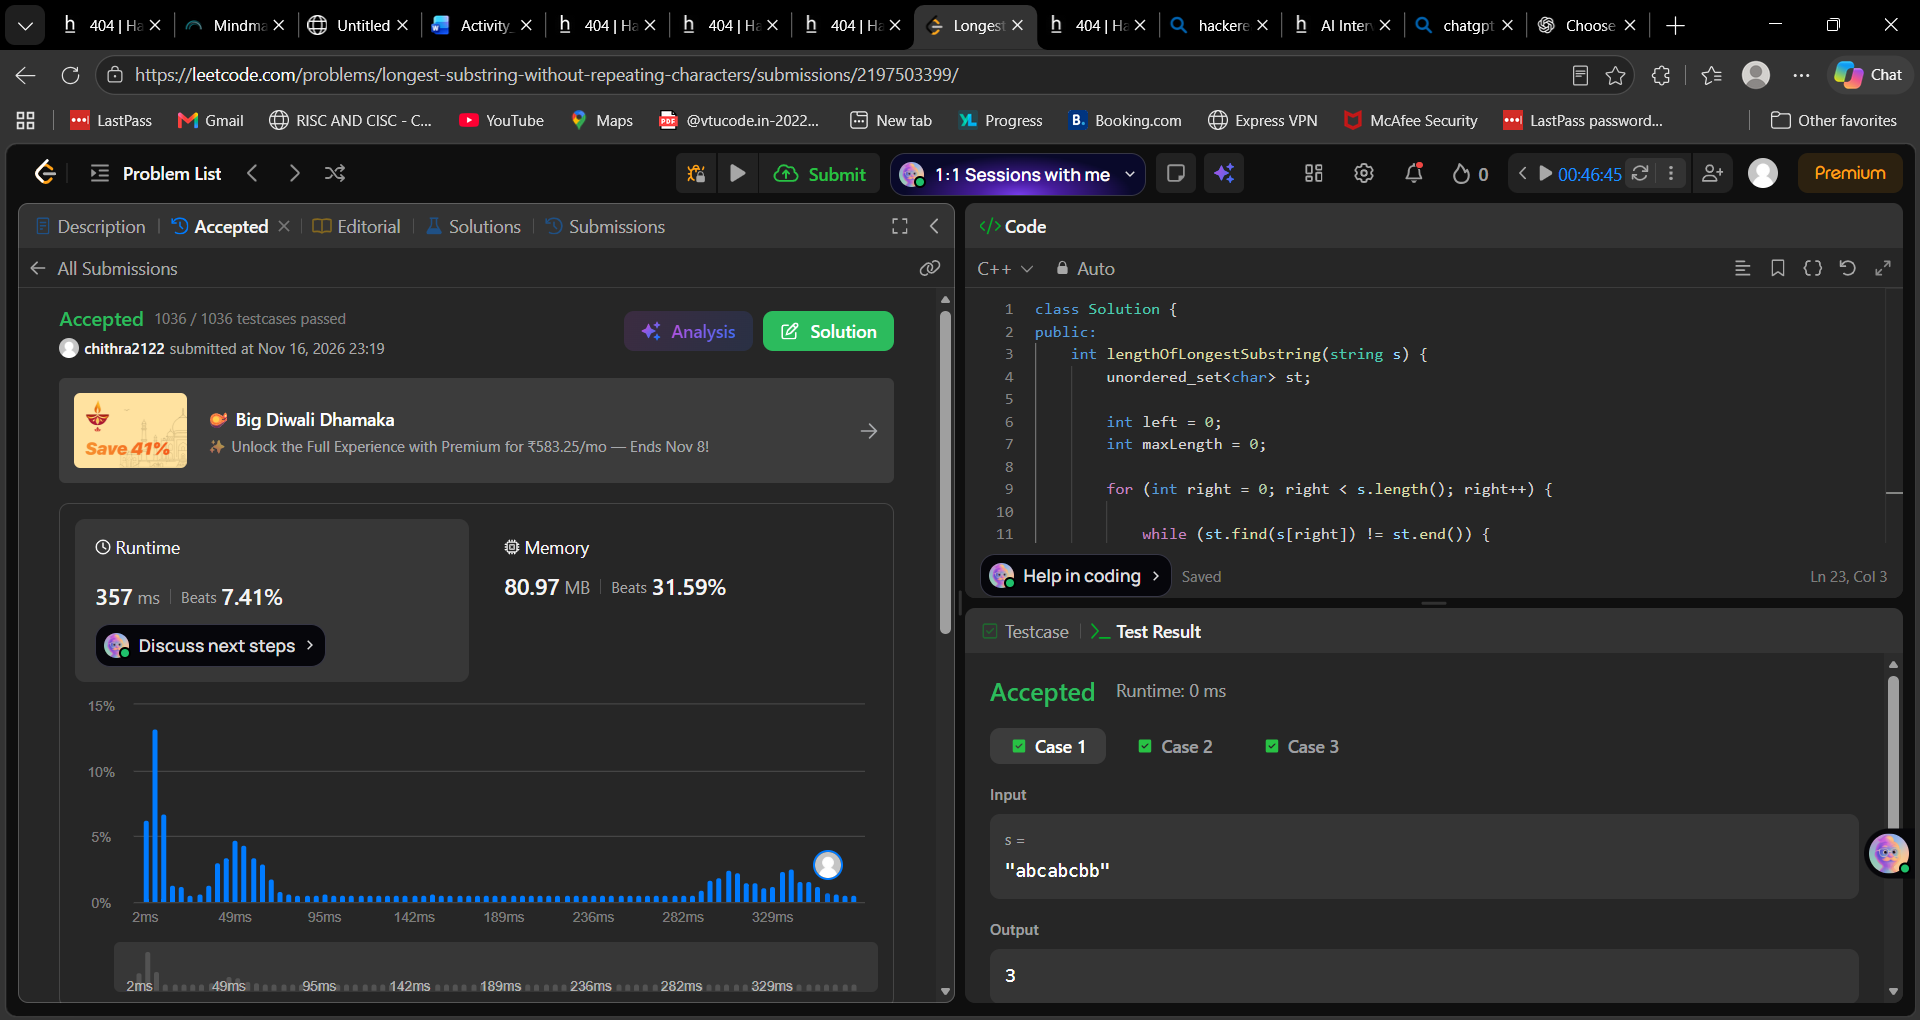 404 | Ha
Mindma
Untitled
Activity_
404 | Ha
404 | Ha
404 | Ha
Longest
404 | Ha
hackere
AI Inter
chatgpt
Choose
https://leetcode.com/problems/longest-substring-without-repeating-characters/submissions/2197503399/
Chat
LastPass
Gmail
RISC AND CISC - C...
YouTube
Maps
@vtucode.in-2022...
New tab
Progress
Booking.com
Express VPN
McAfee Security
LastPass password...
Other favorites
Problem List
Submit
1:1 Sessions with me
0
00:46:45
Premium
Description
Accepted
Editorial
Solutions
Submissions
All Submissions
Accepted 1036 / 1036 testcases passed
chithra2122 submitted at Nov 16, 2026 23:19
Analysis
Solution
Save 41%
Big Diwali Dhamaka
Unlock the Full Experience with Premium for ₹583.25/mo — Ends Nov 8!
Runtime
357 ms | Beats 7.41%
Discuss next steps
Memory
80.97 MB | Beats 31.59%
15%
10%
5%
0%
2ms 49ms 95ms 142ms 189ms 236ms 282ms 329ms
2ms 49ms 95ms 142ms 189ms 236ms 282ms 329ms
Code
C++ Auto
1 class Solution {
2 public:
3 int lengthOfLongestSubstring(string s) {
4 unordered_set<char> st;
5
6 int left = 0;
7 int maxLength = 0;
8
9 for (int right = 0; right < s.length(); right++) {
10
11 while (st.find(s[right]) != st.end()) {
Help in coding
Saved
Ln 23, Col 3
Testcase
Test Result
Accepted Runtime: 0 ms
Case 1
Case 2
Case 3
Input
s =
"abcabcbb"
Output
3